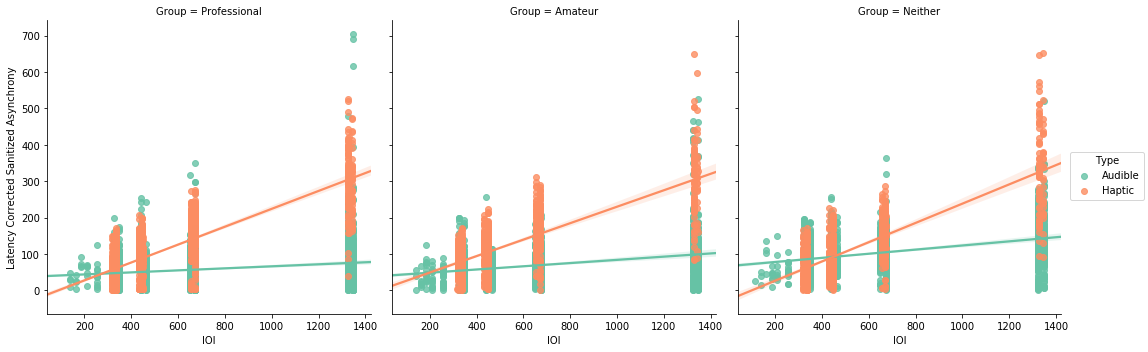 Group = Professional
Group = Amateur
Group = Neither
Latency Corrected Sanitized Asynchrony
700
600
500
400
300
200
100
0
200 400 600 800 1000 1200 1400
200 400 600 800 1000 1200 1400
200 400 600 800 1000 1200 1400
IOI
IOI
IOI
Type
Audible
Haptic